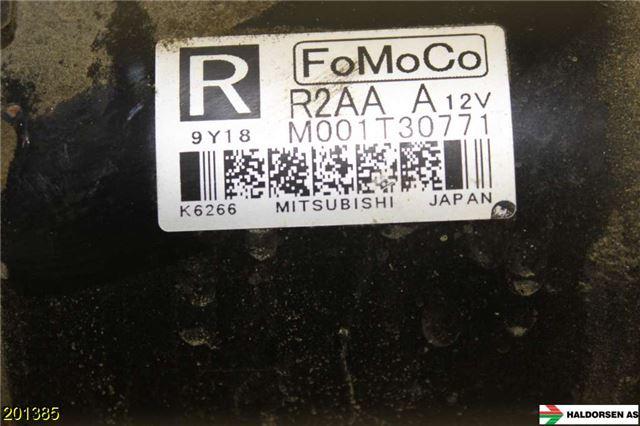 R
FoMoCo
R2AA A 12V
9Y18 M001T30771
K6266 MITSUBISHI JAPAN
201385
HALDORSEN AS